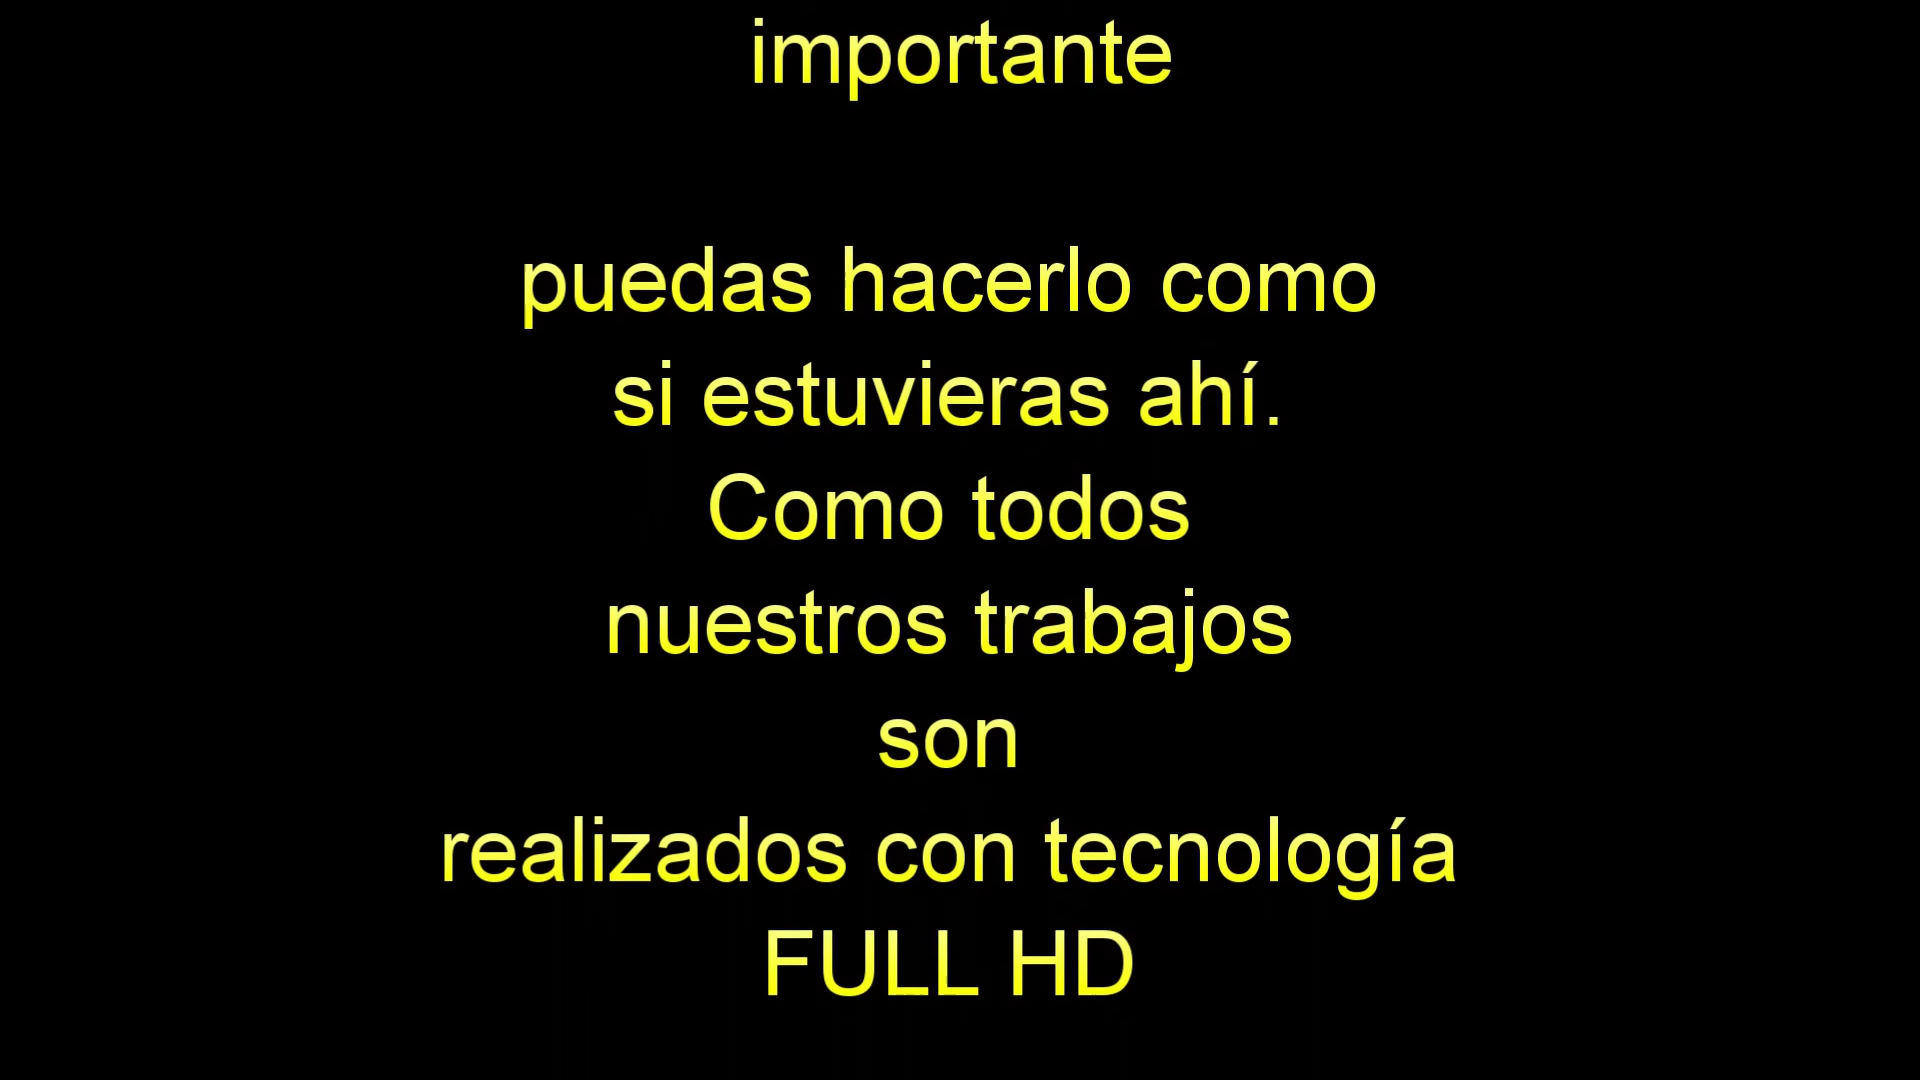 importante
puedas hacerlo como
si estuvieras ahí.
Como todos
nuestros trabajos
son
realizados con tecnología
FULL HD